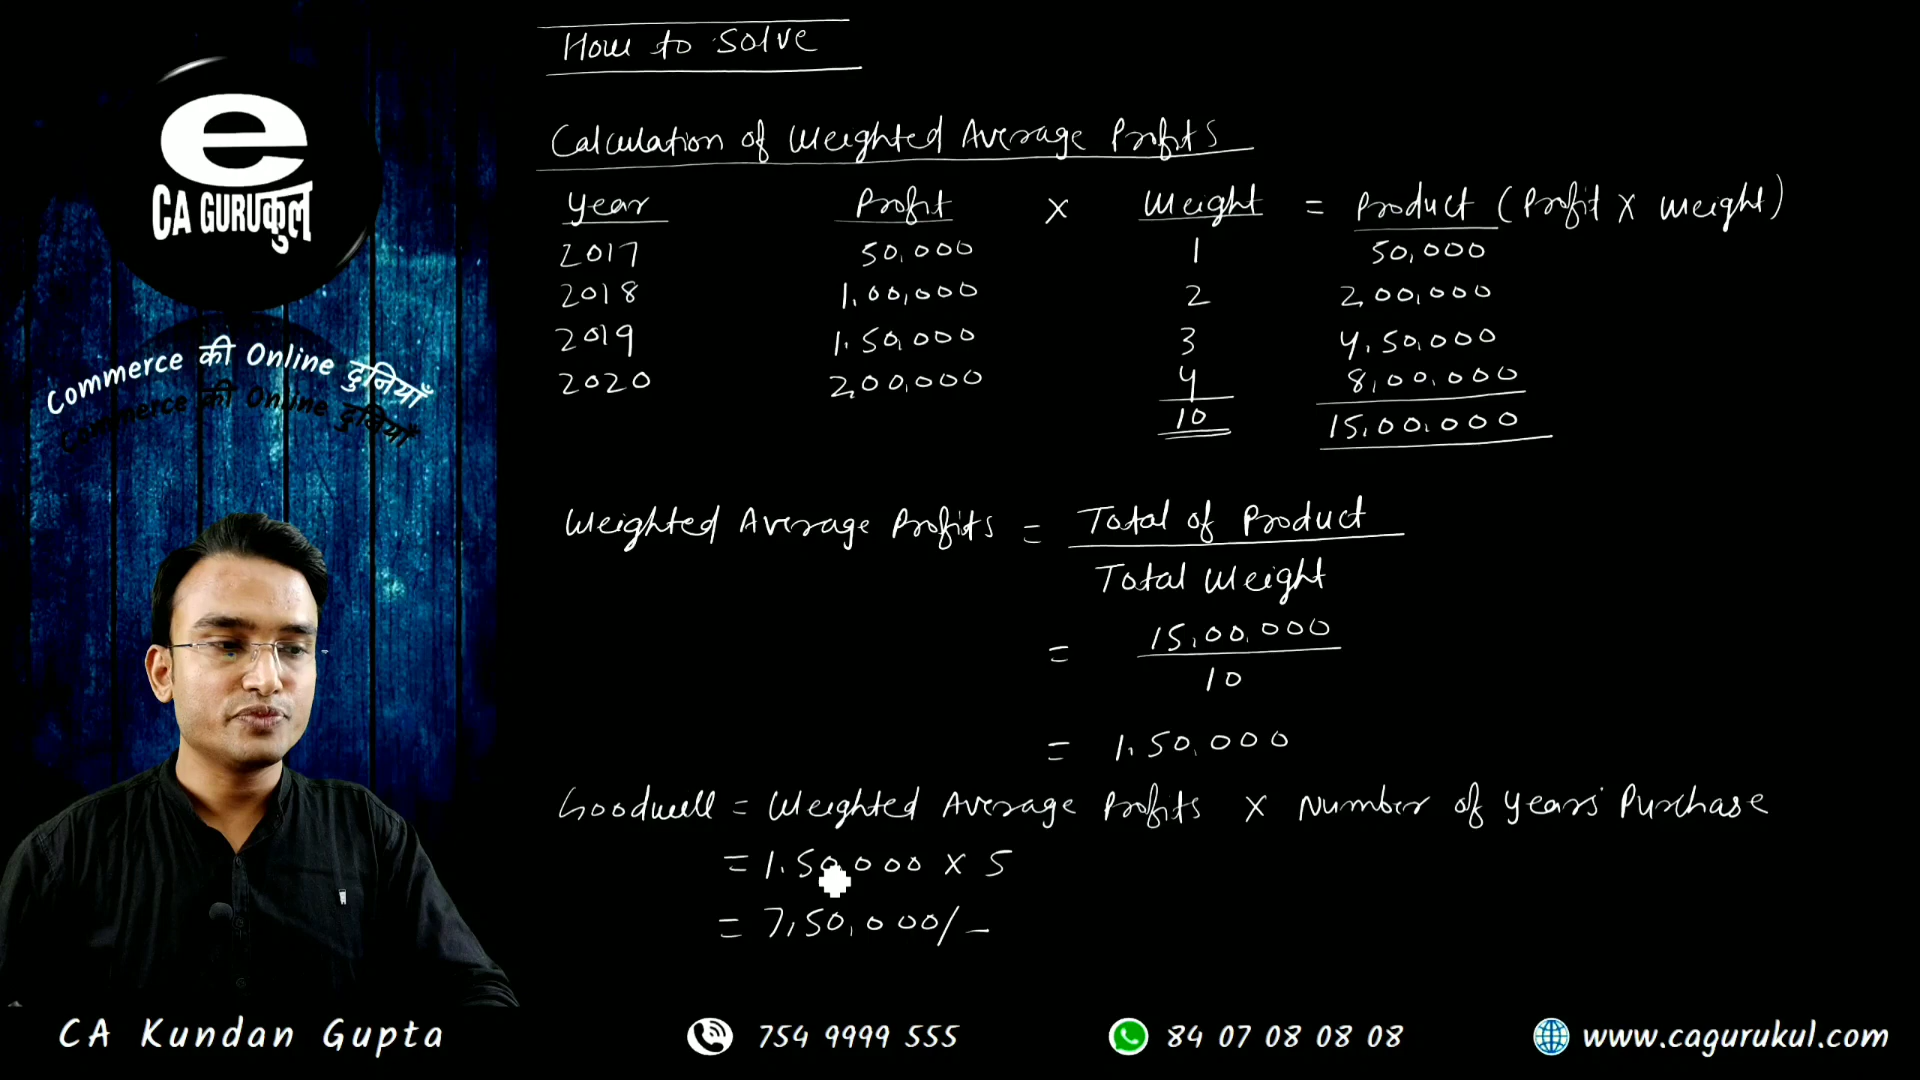 How to solve
Calculation of Weighted Average Profits
Year Profit x Weight = Product (Profit x Weight)
2017 50,000 1 50,000
2018 1,00,000 2 2,00,000
2019 1,50,000 3 4,50,000
2020 2,00,000 4 8,00,000
10 15,00,000
Weighted Average Profits = Total of Product
Total Weight
= 15,00,000
10
= 1,50,000
Goodwill = Weighted Average Profits x Number of years' Purchase
= 1,50,000 x 5
= 7,50,000/-
e
CA GURUकुल
Commerce की Online दुनियाँ
Commerce की Online दुनियाँ
CA Kundan Gupta 754 9999 555 84 07 08 08 08 www.cagurukul.com